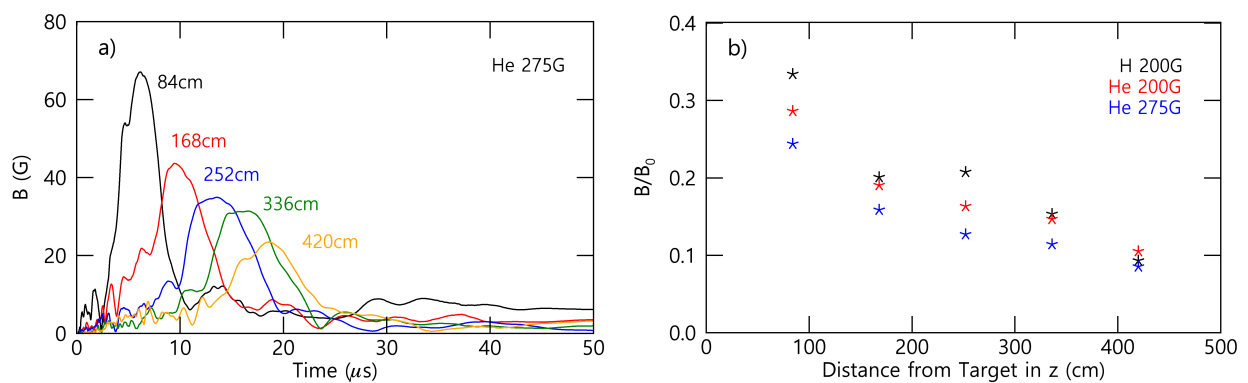 80
60
40
20
0
B (G)
a)
He 275G
84cm
168cm
252cm
336cm
420cm
0 10 20 30 40 50
Time (μs)
0.4
0.3
0.2
0.1
0.0
B/B₀
b)
H 200G
He 200G
He 275G
0 100 200 300 400 500
Distance from Target in z (cm)